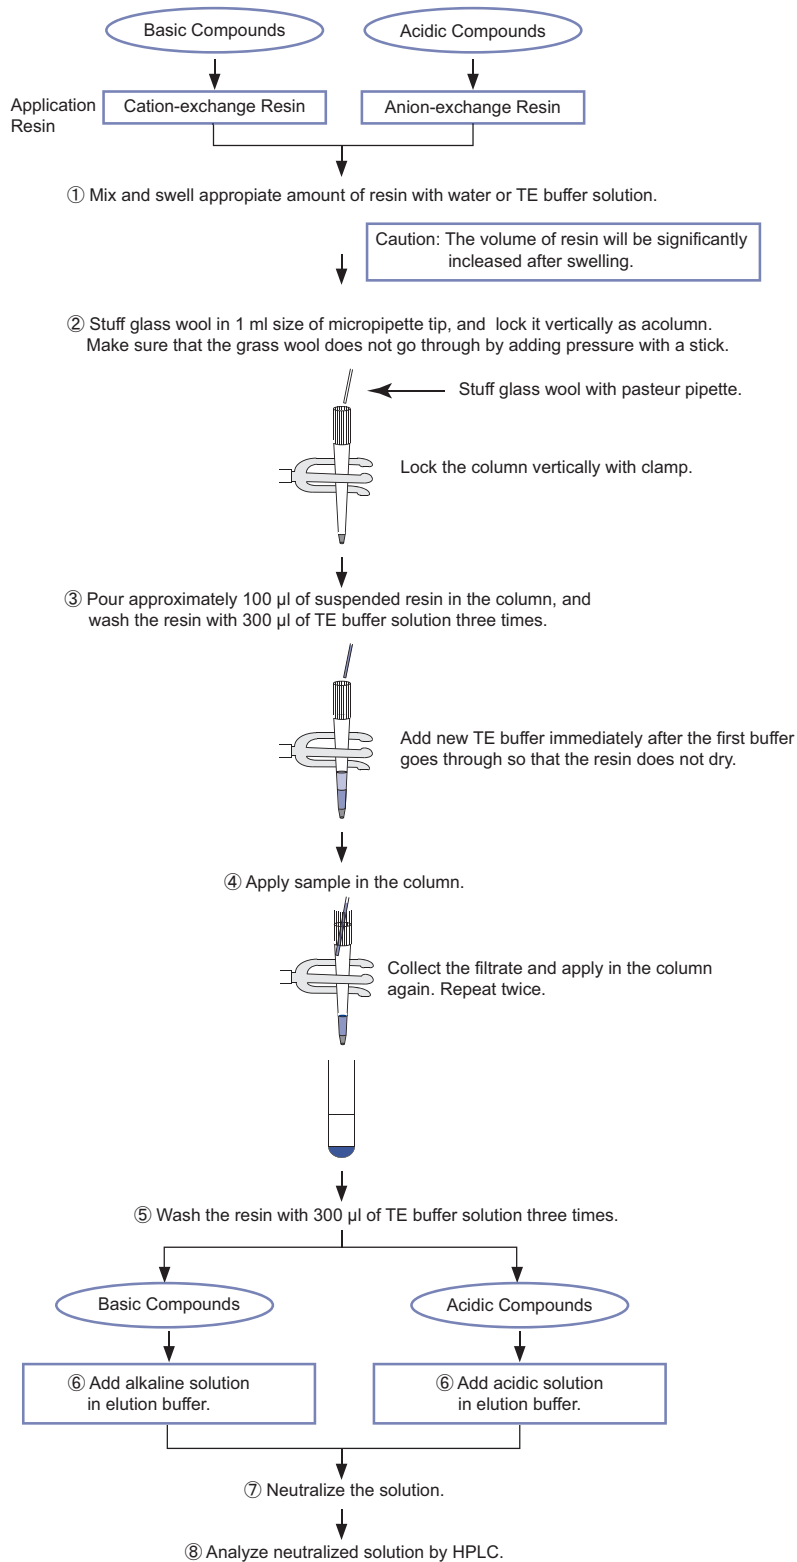 Basic Compounds
Acidic Compounds
Application
Resin
Cation-exchange Resin
Anion-exchange Resin
① Mix and swell appropiate amount of resin with water or TE buffer solution.
Caution: The volume of resin will be significantly
incleased after swelling.
② Stuff glass wool in 1 ml size of micropipette tip, and lock it vertically as acolumn.
Make sure that the grass wool does not go through by adding pressure with a stick.
Stuff glass wool with pasteur pipette.
Lock the column vertically with clamp.
③ Pour approximately 100 µl of suspended resin in the column, and
wash the resin with 300 µl of TE buffer solution three times.
Add new TE buffer immediately after the first buffer
goes through so that the resin does not dry.
④ Apply sample in the column.
Collect the filtrate and apply in the column
again. Repeat twice.
⑤ Wash the resin with 300 µl of TE buffer solution three times.
Basic Compounds
Acidic Compounds
⑥ Add alkaline solution
in elution buffer.
⑥ Add acidic solution
in elution buffer.
⑦ Neutralize the solution.
⑧ Analyze neutralized solution by HPLC.